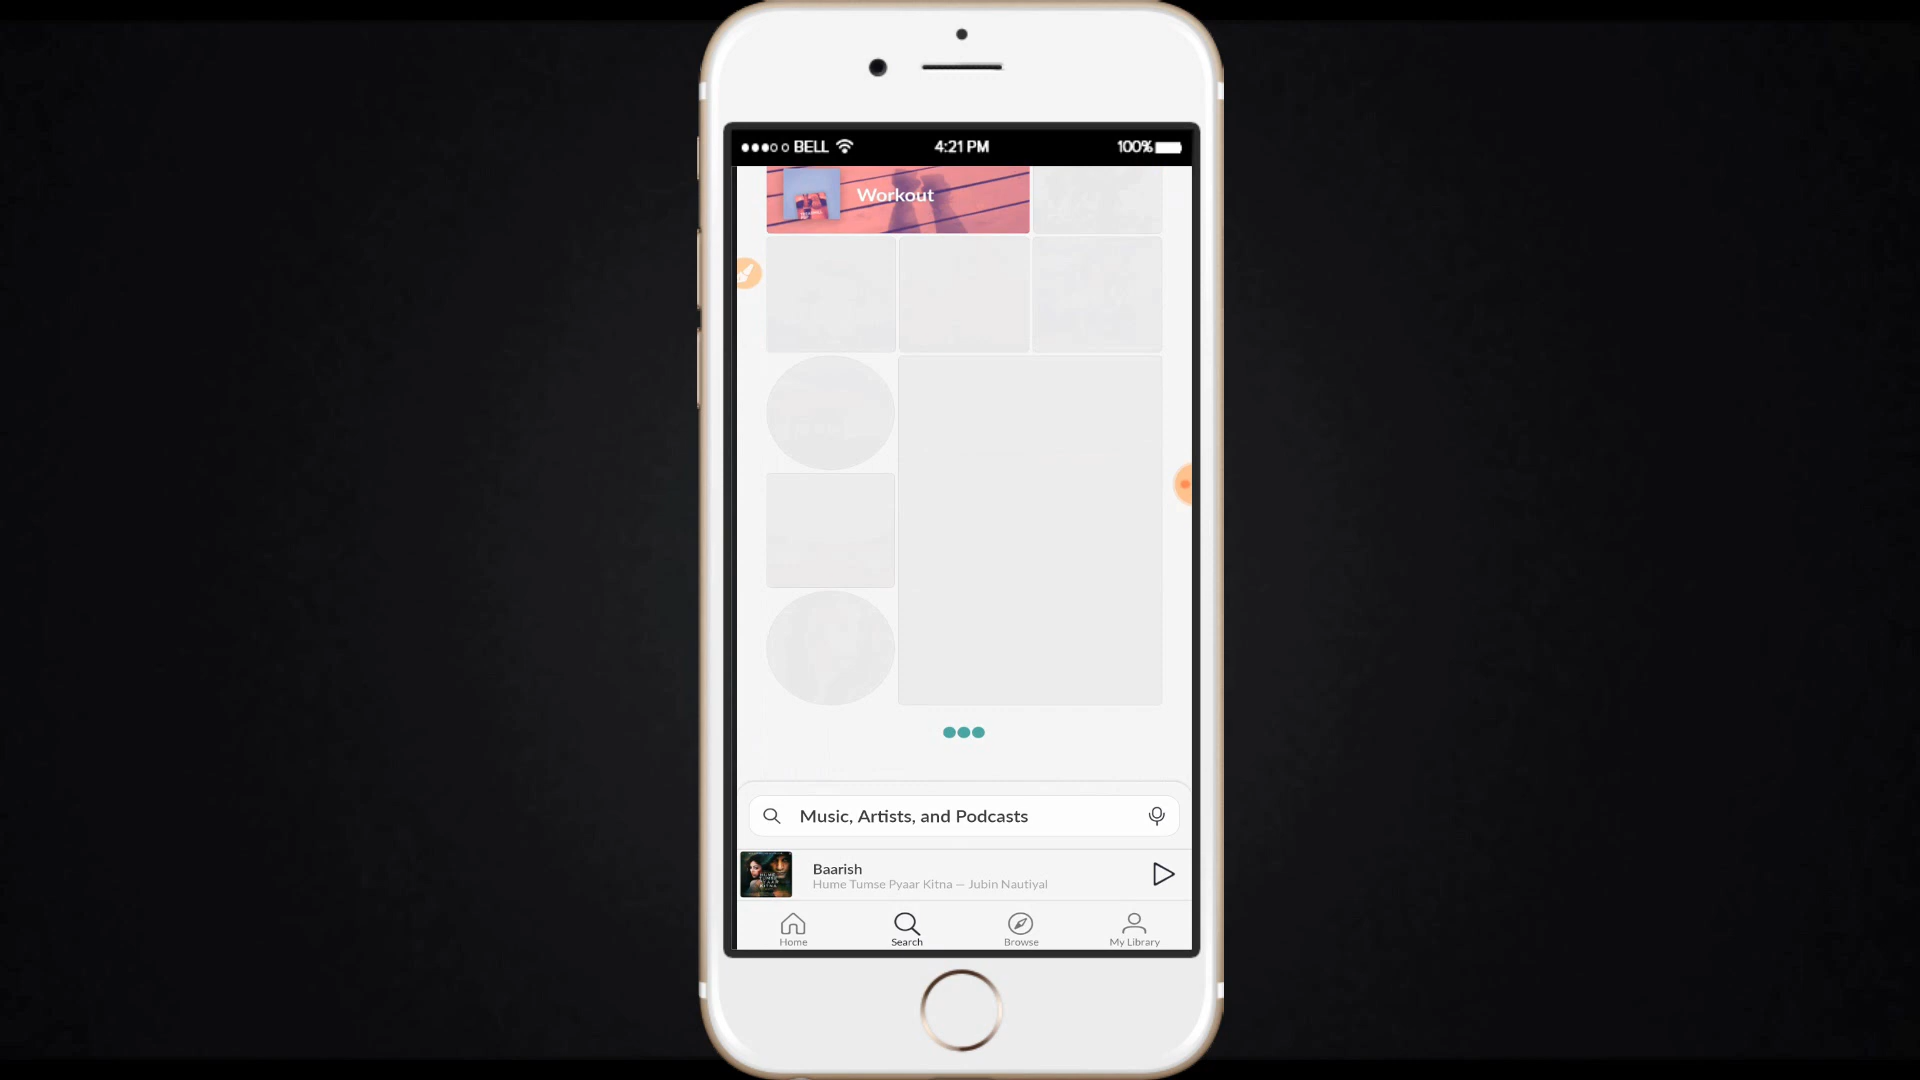 BELL
4:21 PM
100%
Workout
Music, Artists, and Podcasts
Baarish
Hume Tumse Pyaar Kitna — Jubin Nautiyal
Home
Search
Browse
My Library